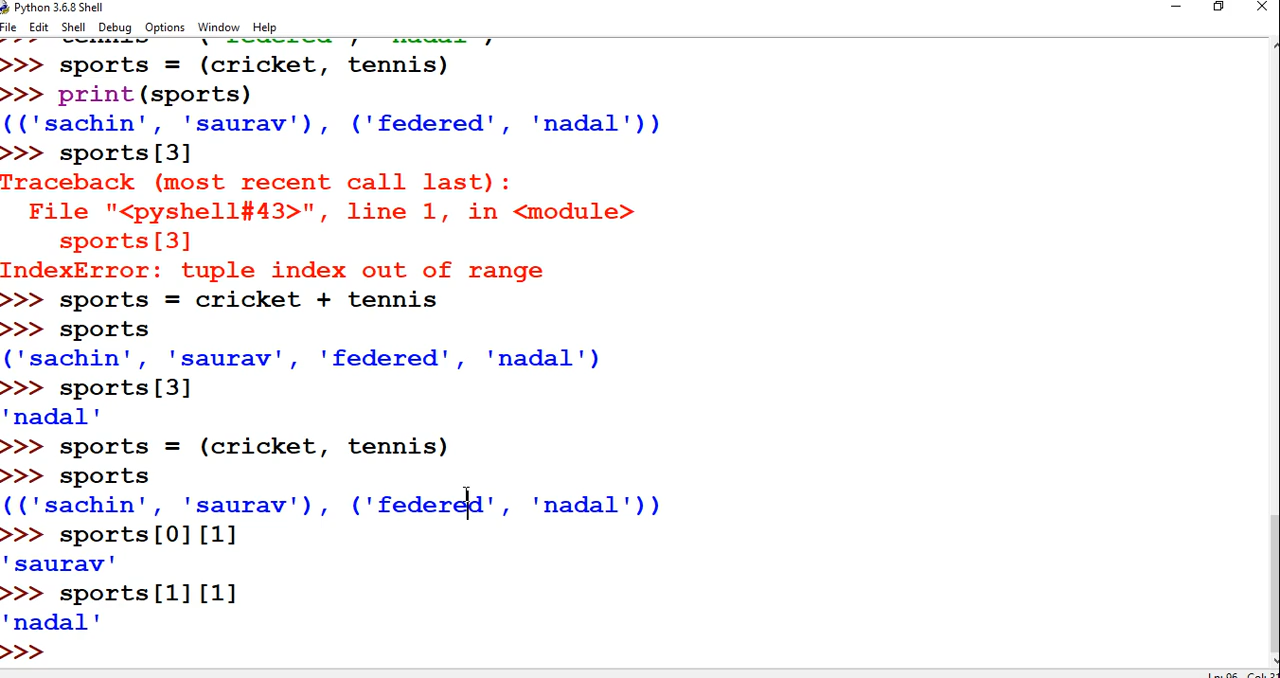 Python 3.6.8 Shell
File Edit Shell Debug Options Window Help
>>> tennis = ('federed', 'nadal')
>>> sports = (cricket, tennis)
>>> print(sports)
(('sachin', 'saurav'), ('federed', 'nadal'))
>>> sports[3]
Traceback (most recent call last):
  File "<pyshell#43>", line 1, in <module>
    sports[3]
IndexError: tuple index out of range
>>> sports = cricket + tennis
>>> sports
('sachin', 'saurav', 'federed', 'nadal')
>>> sports[3]
'nadal'
>>> sports = (cricket, tennis)
>>> sports
(('sachin', 'saurav'), ('federed', 'nadal'))
>>> sports[0][1]
'saurav'
>>> sports[1][1]
'nadal'
>>>